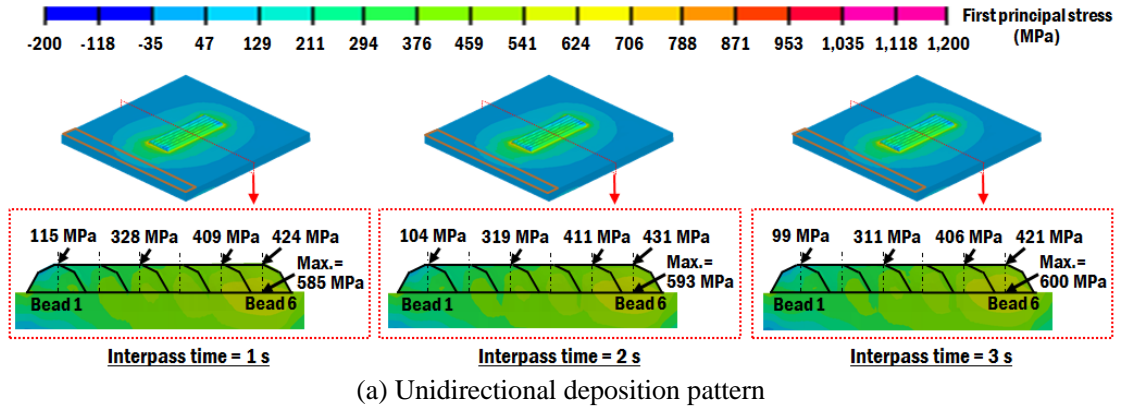 First principal stress
(MPa)
-200 -118 -35 47 129 211 294 376 459 541 624 706 788 871 953 1,035 1,118 1,200
115 MPa 328 MPa 409 MPa 424 MPa
Max.=
585 MPa
Bead 1 Bead 6
Interpass time = 1 s
104 MPa 319 MPa 411 MPa 431 MPa
Max.=
593 MPa
Bead 1 Bead 6
Interpass time = 2 s
99 MPa 311 MPa 406 MPa 421 MPa
Max.=
600 MPa
Bead 1 Bead 6
Interpass time = 3 s
(a) Unidirectional deposition pattern